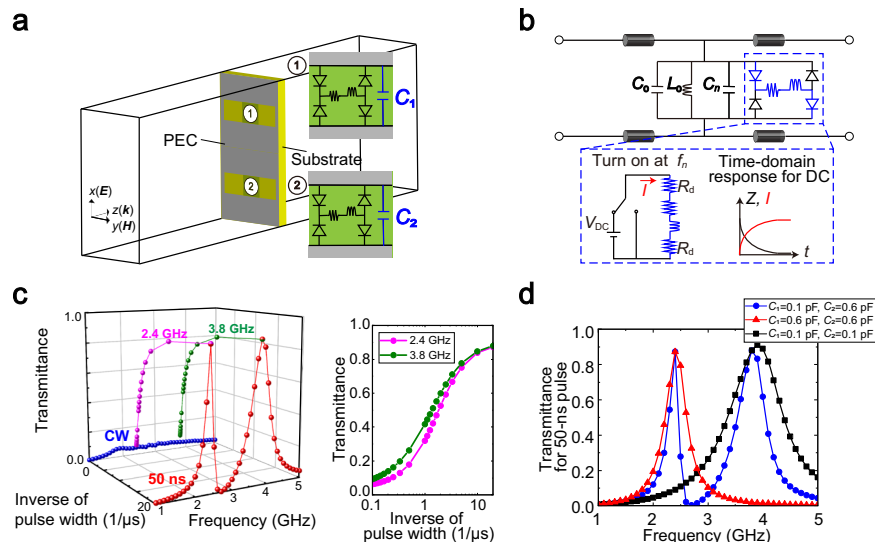 a
1
C1
PEC
1
Substrate
2
2
C2
x(E)
z(k)
y(H)
b
C0
L0
Cn
Turn on at fn
Time-domain
response for DC
I
Rd
VDC
Rd
Z, I
t
c
1.0
2.4 GHz
3.8 GHz
Transmittance
CW
0.0
0
50 ns
20
1
2
3
4
5
Inverse of
pulse width (1/µs)
Frequency (GHz)
1.0
0.8
0.6
0.4
0.2
0.0
Transmittance
2.4 GHz
3.8 GHz
0.1
1.0
10
Inverse of
pulse width (1/µs)
d
C1=0.1 pF, C2=0.6 pF
C1=0.6 pF, C2=0.6 pF
C1=0.1 pF, C2=0.1 pF
1.0
0.8
0.6
0.4
0.2
0.0
Transmittance
for 50-ns pulse
1
2
3
4
5
Frequency (GHz)